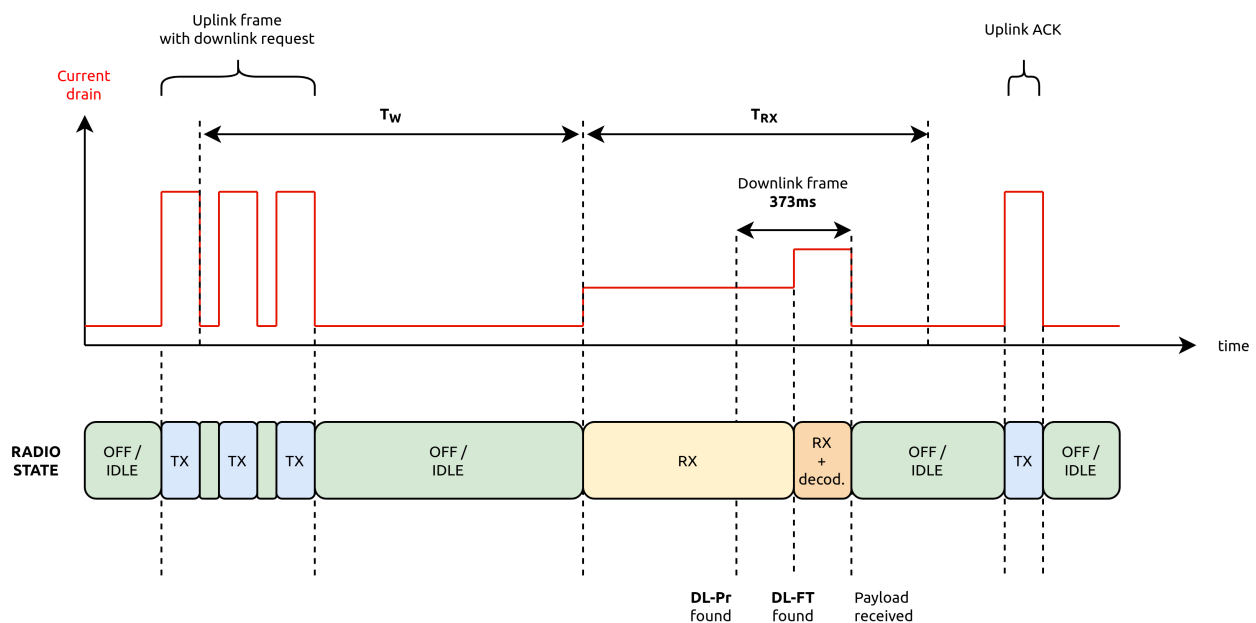 Uplink frame
with downlink request
Uplink ACK
Current
drain
TW
TRX
Downlink frame
373ms
time
RADIO
STATE
OFF /
IDLE
TX
TX
TX
OFF /
IDLE
RX
RX
+
decod.
OFF /
IDLE
TX
OFF /
IDLE
DL-Pr
found
DL-FT
found
Payload
received